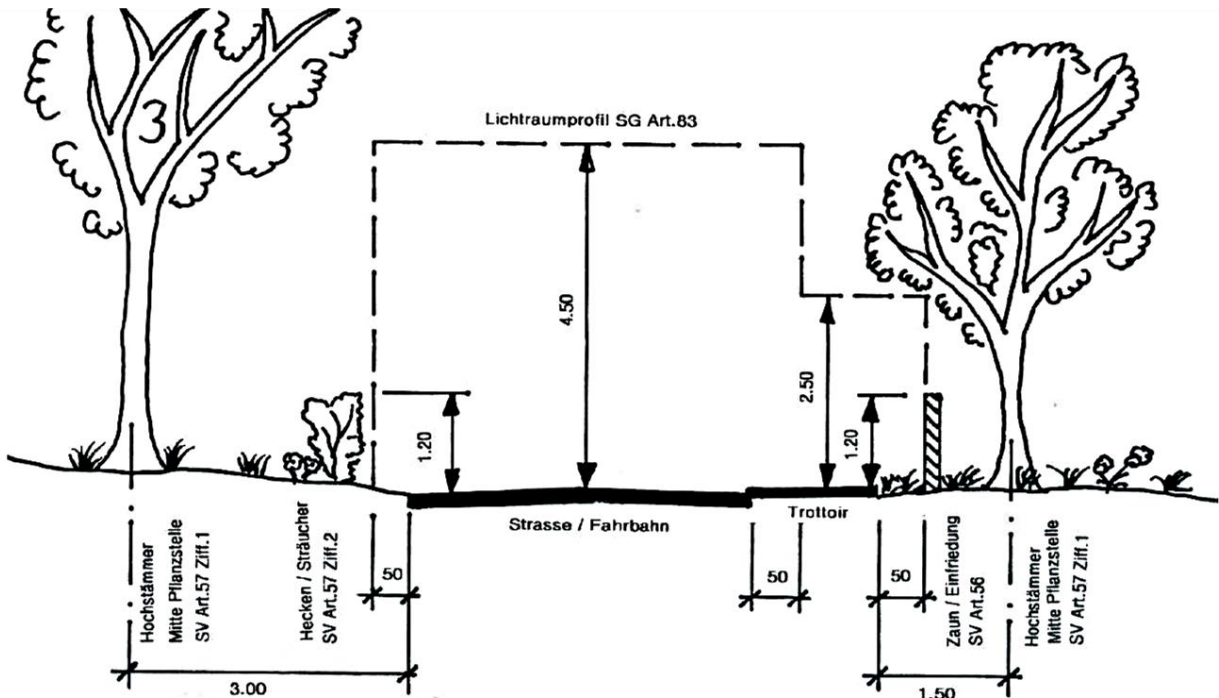 Lichtraumprofil SG Art.83
4.50
2.50
1.20
1.20
Strasse / Fahrbahn
Trottoir
Hochstämmer
Mitte Pflanzstelle
SV Art.57 Ziff.1
Hecken / Sträucher
SV Art.57 Ziff.2
50
50
50
Zaun / Einfriedung
SV Art.56
Hochstämmer
Mitte Pflanzstelle
SV Art.57 Ziff.1
3.00
1.50